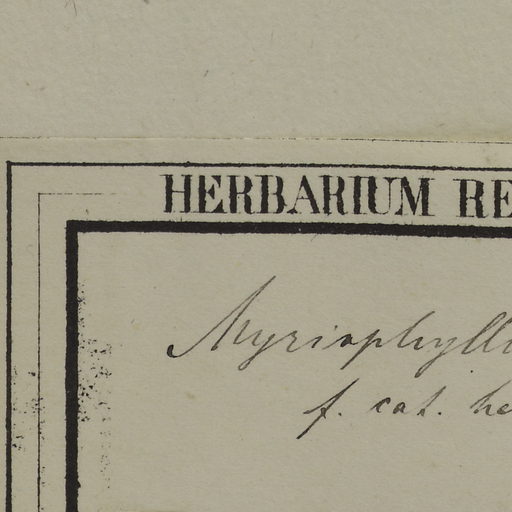 HERBARIUM RE
Myriophyll
f. cat. he